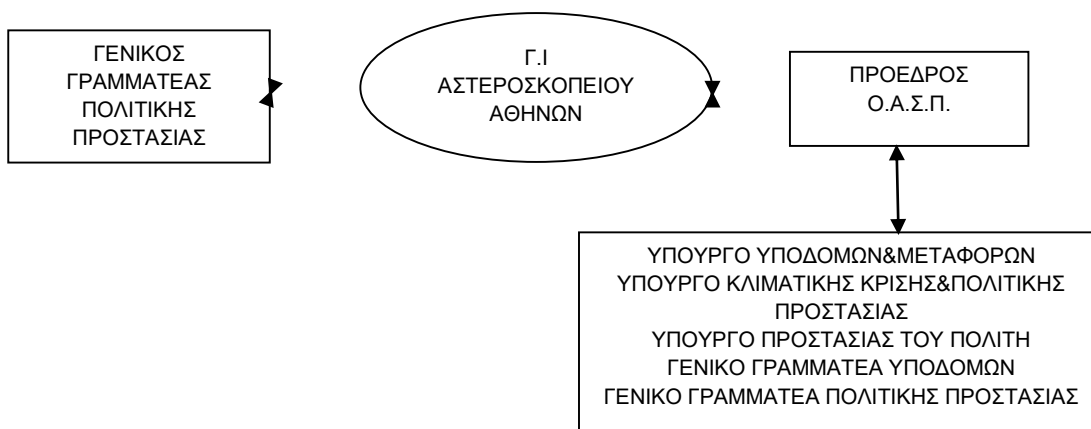 ΓΕΝΙΚΟΣ
ΓΡΑΜΜΑΤΕΑΣ
ΠΟΛΙΤΙΚΗΣ
ΠΡΟΣΤΑΣΙΑΣ
Γ.Ι
ΑΣΤΕΡΟΣΚΟΠΕΙΟΥ
ΑΘΗΝΩΝ
ΠΡΟΕΔΡΟΣ
Ο.Α.Σ.Π.
ΥΠΟΥΡΓΟ ΥΠΟΔΟΜΩΝ&ΜΕΤΑΦΟΡΩΝ
ΥΠΟΥΡΓΟ ΚΛΙΜΑΤΙΚΗΣ ΚΡΙΣΗΣ&ΠΟΛΙΤΙΚΗΣ
ΠΡΟΣΤΑΣΙΑΣ
ΥΠΟΥΡΓΟ ΠΡΟΣΤΑΣΙΑΣ ΤΟΥ ΠΟΛΙΤΗ
ΓΕΝΙΚΟ ΓΡΑΜΜΑΤΕΑ ΥΠΟΔΟΜΩΝ
ΓΕΝΙΚΟ ΓΡΑΜΜΑΤΕΑ ΠΟΛΙΤΙΚΗΣ ΠΡΟΣΤΑΣΙΑΣ